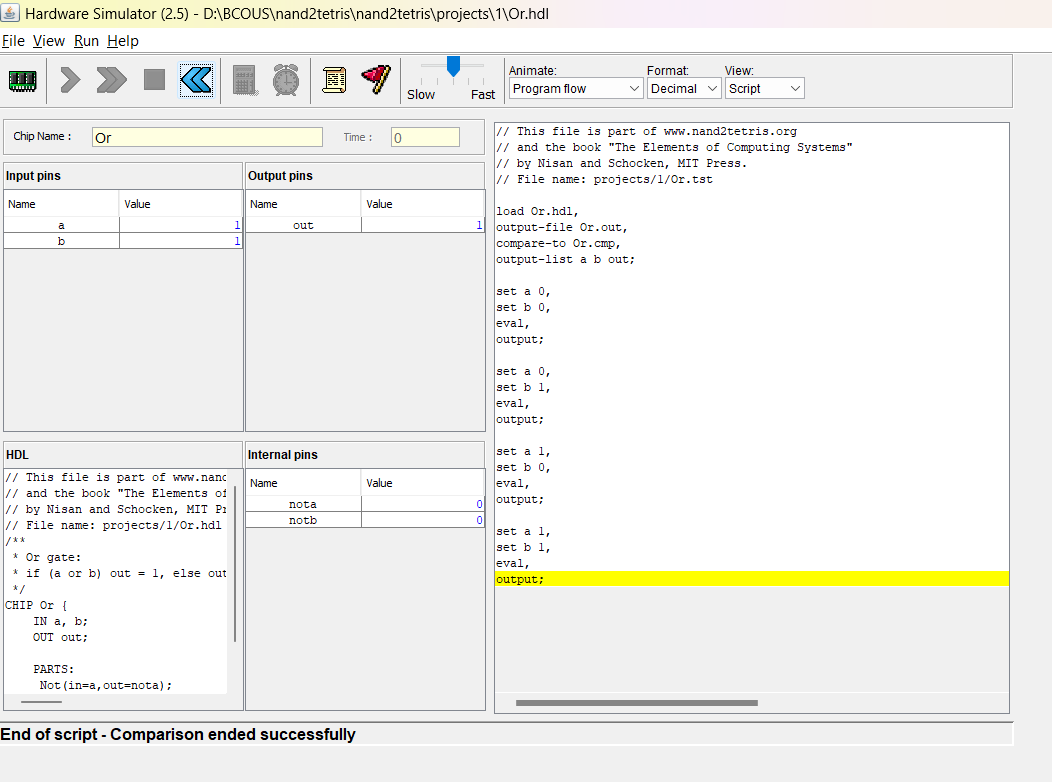 Hardware Simulator (2.5) - D:\BCOUS\nand2tetris\nand2tetris\projects\1\Or.hdl
File View Run Help
Slow Fast
Animate: Format: View:
Program flow Decimal Script
Chip Name : Or Time : 0
Input pins
Name Value
a 1
b 1
Output pins
Name Value
out 1
HDL
// This file is part of www.nand
// and the book "The Elements of
// by Nisan and Schocken, MIT Pr
// File name: projects/1/Or.hdl
/**
* Or gate:
* if (a or b) out = 1, else out
*/
CHIP Or {
IN a, b;
OUT out;
PARTS:
Not(in=a,out=nota);
Internal pins
Name Value
nota 0
notb 0
// This file is part of www.nand2tetris.org
// and the book "The Elements of Computing Systems"
// by Nisan and Schocken, MIT Press.
// File name: projects/1/Or.tst
load Or.hdl,
output-file Or.out,
compare-to Or.cmp,
output-list a b out;
set a 0,
set b 0,
eval,
output;
set a 0,
set b 1,
eval,
output;
set a 1,
set b 0,
eval,
output;
set a 1,
set b 1,
eval,
output;
End of script - Comparison ended successfully